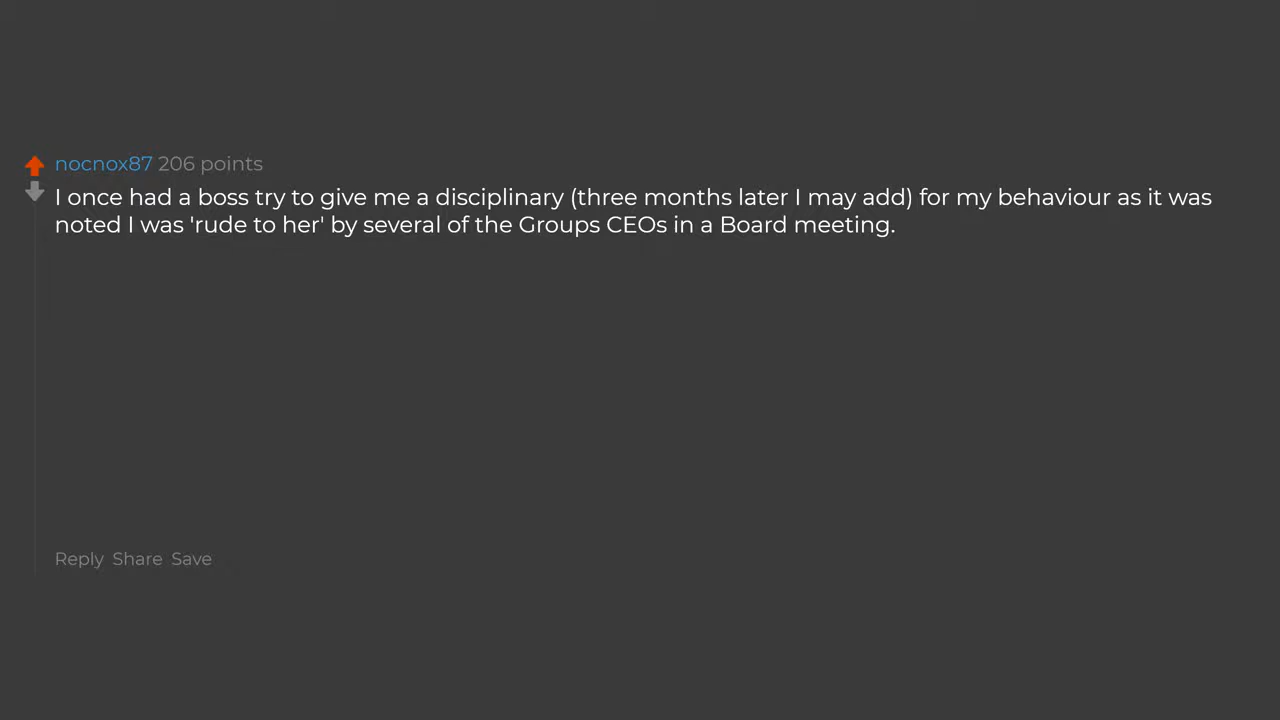 nocnox87 206 points
I once had a boss try to give me a disciplinary (three months later I may add) for my behaviour as it was
noted I was 'rude to her' by several of the Groups CEOs in a Board meeting.
Reply Share Save